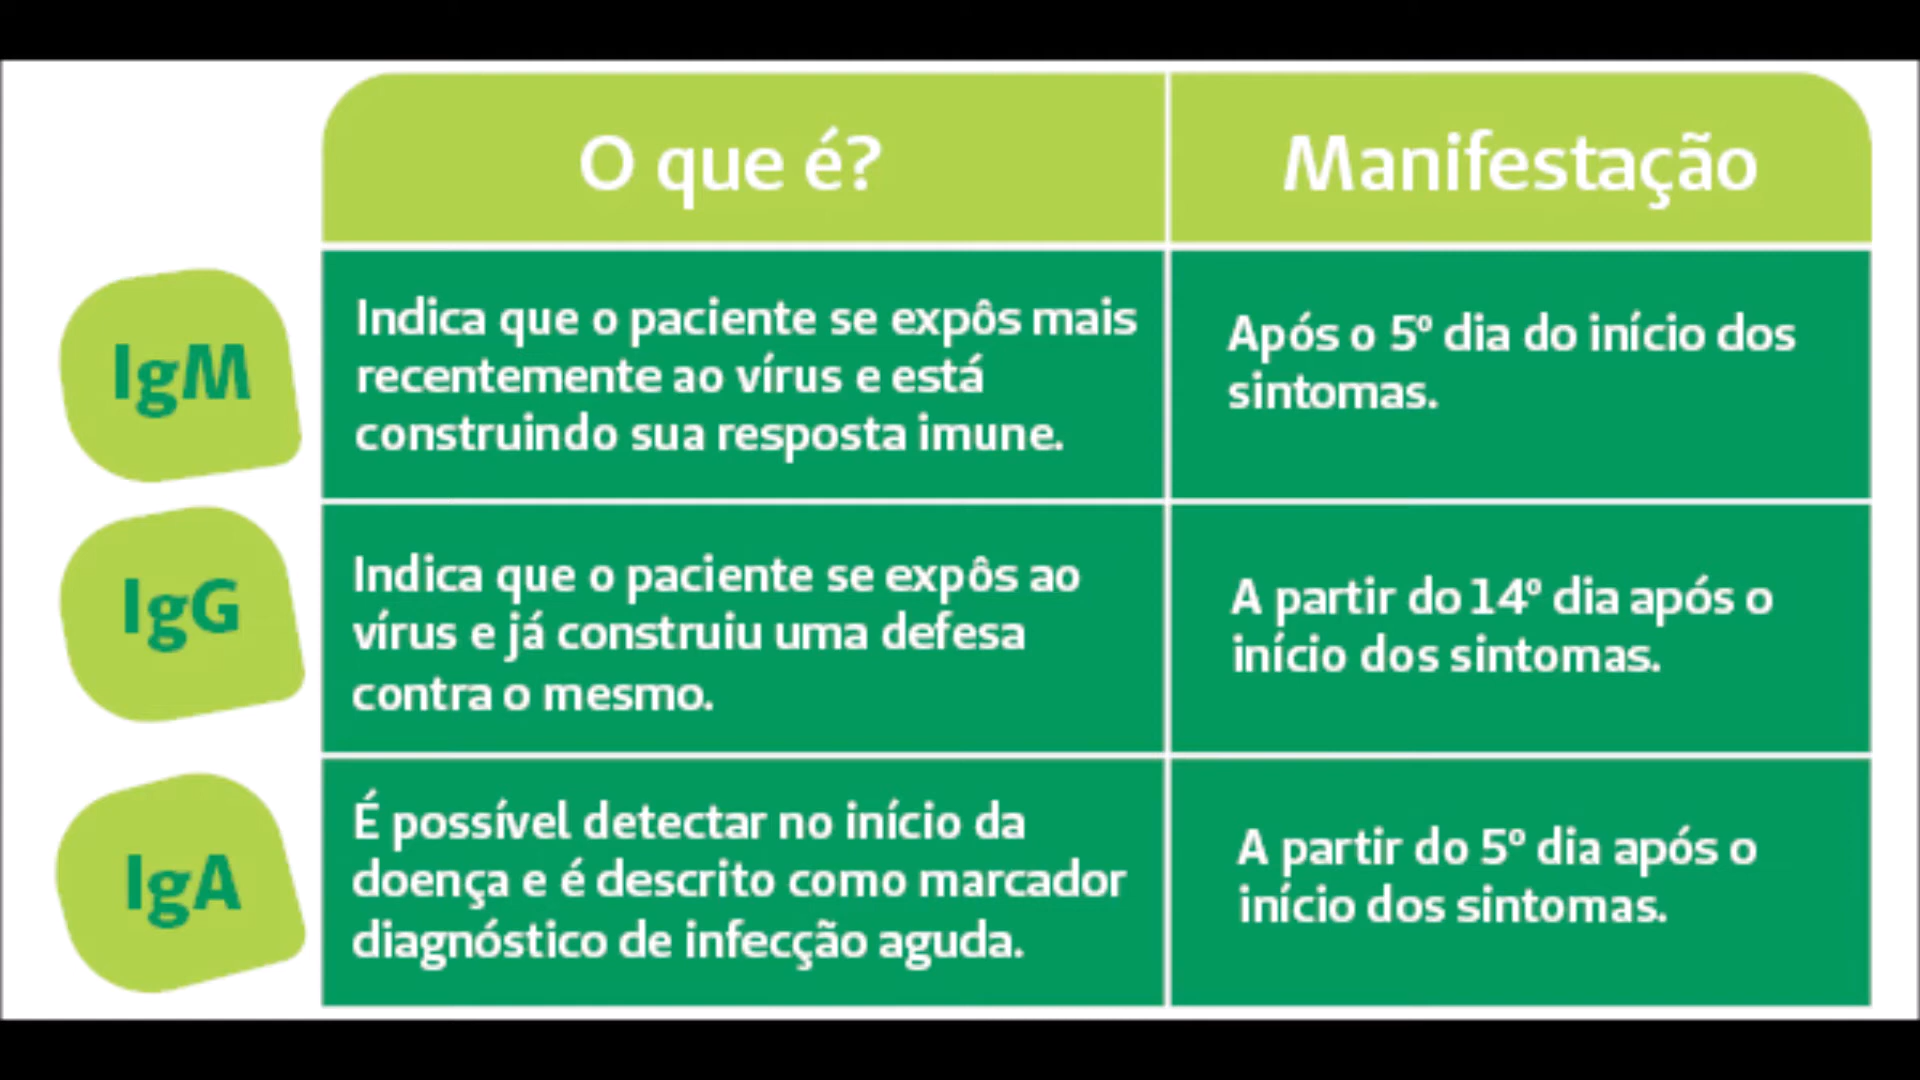 O que é?
Manifestação
IgM
Indica que o paciente se expôs mais
recentemente ao vírus e está
construindo sua resposta imune.
Após o 5º dia do início dos
sintomas.
IgG
Indica que o paciente se expôs ao
vírus e já construiu uma defesa
contra o mesmo.
A partir do 14º dia após o
início dos sintomas.
IgA
É possível detectar no início da
doença e é descrito como marcador
diagnóstico de infecção aguda.
A partir do 5º dia após o
início dos sintomas.